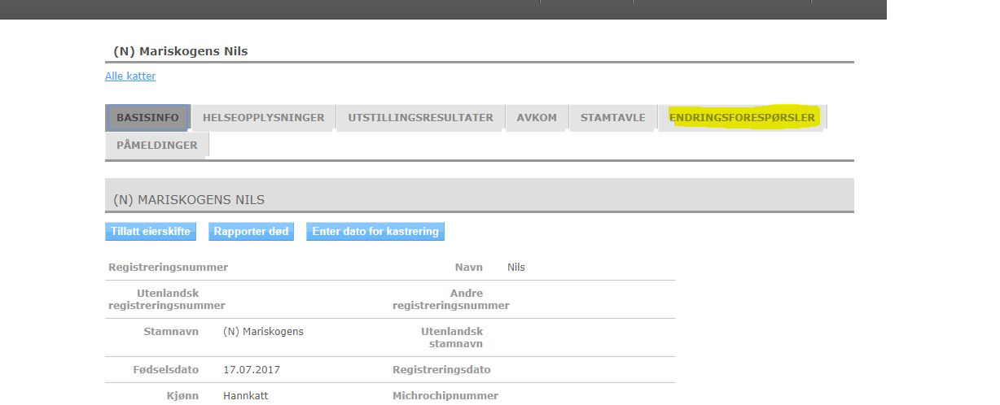 (N) Mariskogens Nils
Alle katter
BASISINFO HELSEOPPLYSNINGER UTSTILLINGSRESULTATER AVKOM STAMTAVLE ENDRINGSFORESPØRSLER
PÅMELDINGER
(N) MARISKOGENS NILS
Tillatt eierskifte Rapporter død Enter dato for kastrering
Registreringsnummer Navn Nils
Utenlandsk Andre
registreringsnummer registreringsnummer
Stamnavn (N) Mariskogens Utenlandsk
stamnavn
Fødselsdato 17.07.2017 Registreringsdato
Kjønn Hannkatt Michrochipnummer